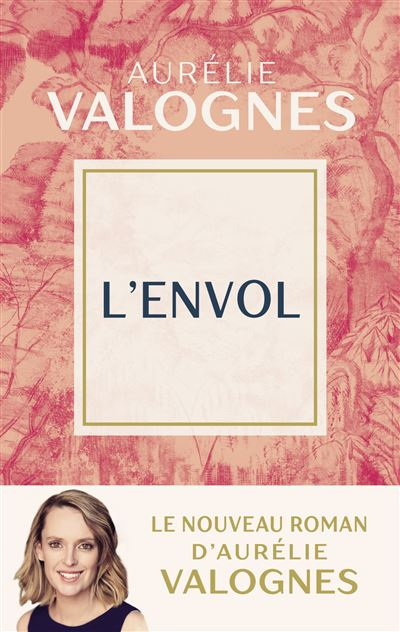 AURÉLIE
VALOGNES
L'ENVOL
LE NOUVEAU ROMAN
D'AURÉLIE
VALOGNES